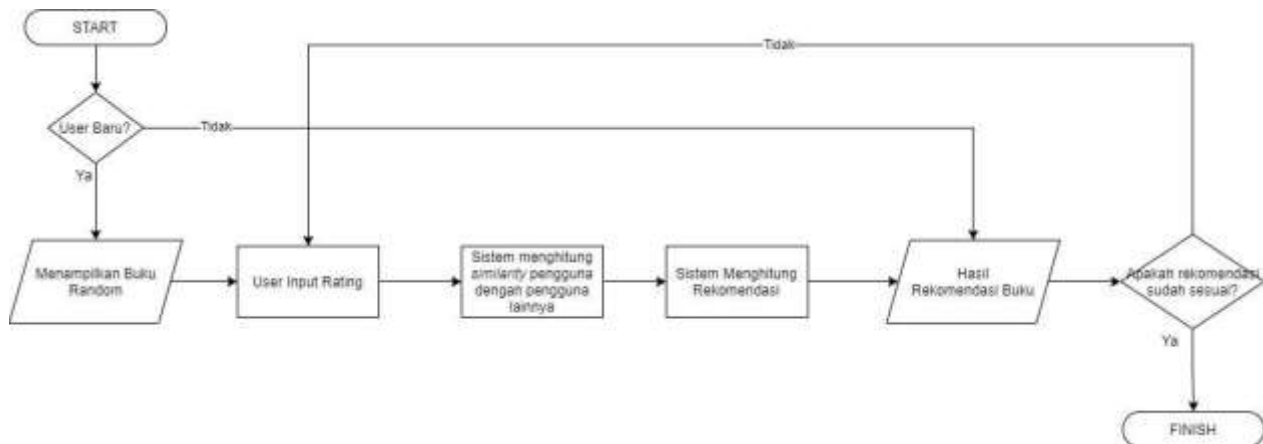 START
Tidak
User Baru?
Tidak
Ya
Menampilkan Buku
Random
User Input Rating
Sistem menghitung
similarity pengguna
dengan pengguna
lainnya
Sistem Menghitung
Rekomendasi
Hasil
Rekomendasi Buku
Apakah rekomendasi
sudah sesuai?
Ya
FINISH